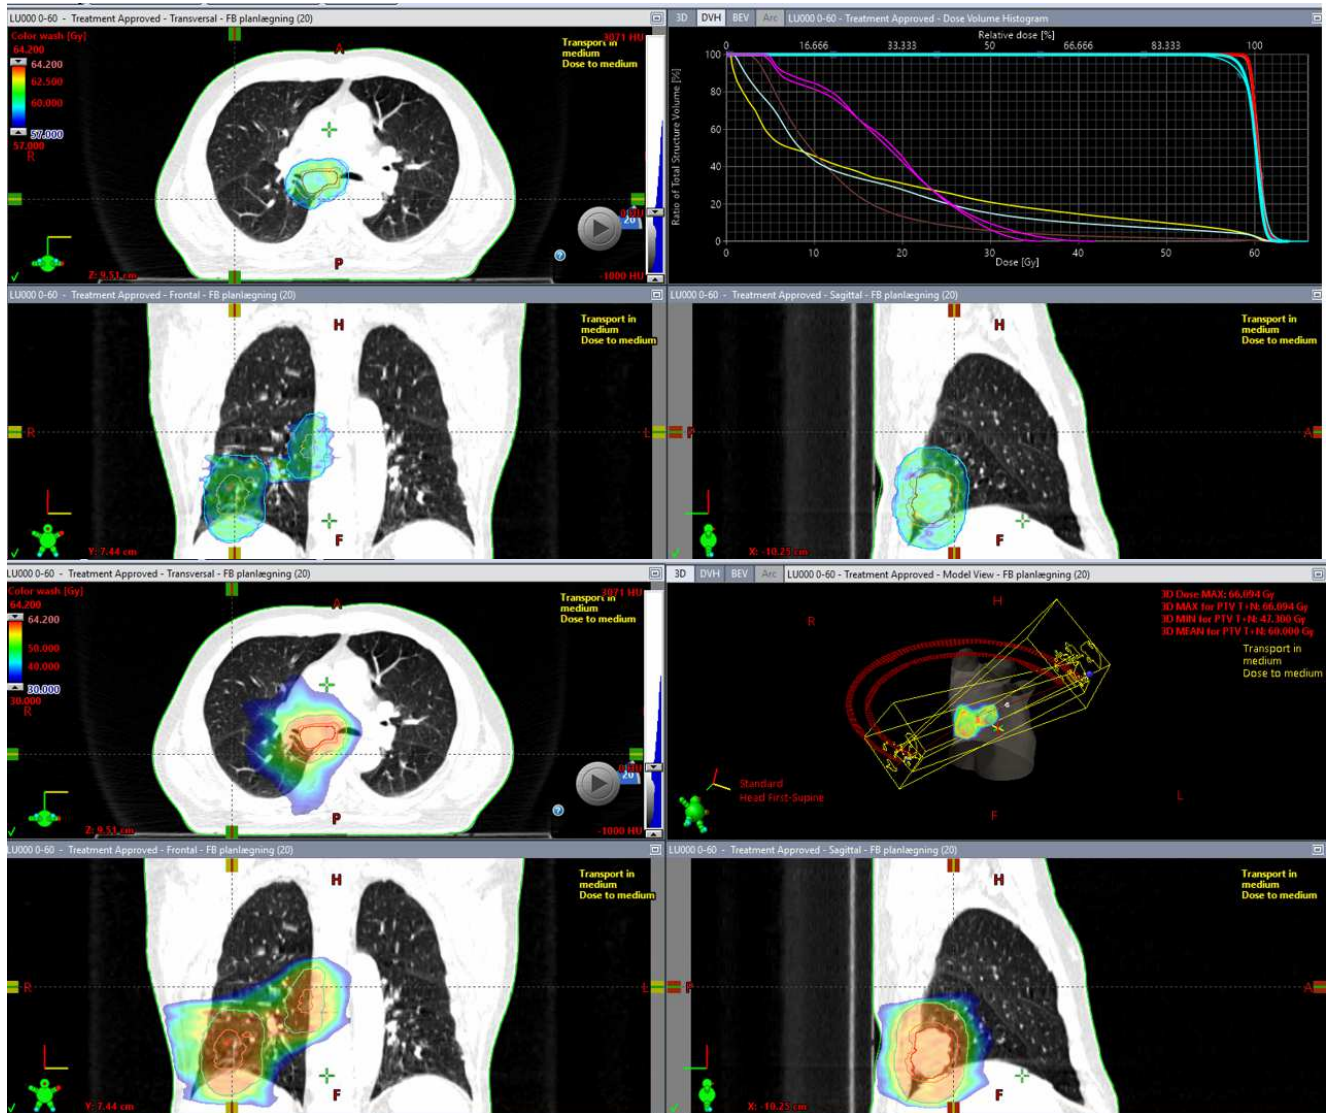 LU000 0-60 - Treatment Approved - Transversal - FB planlægning (20)
Color wash [Gy]
64.200
64.200
62.500
60.000
57.000
57.000
R
A
P
Z: 9.51 cm
3071 HU
Transport in
medium
Dose to medium
0 HU
20
-1000 HU
3D DVH BEV Arc LU000 0-60 - Treatment Approved - Dose Volume Histogram
Relative dose [%]
0 16.666 33.333 50 66.666 83.333 100
Ratio of Total Structure Volume [%]
100
80
60
40
20
0
0 10 20 30 40 50 60
Dose [Gy]
LU000 0-60 - Treatment Approved - Frontal - FB planlægning (20)
H
Transport in
medium
Dose to medium
R
L
F
Y: 7.44 cm
LU000 0-60 - Treatment Approved - Sagittal - FB planlægning (20)
H
Transport in
medium
Dose to medium
P
A
F
X: -10.25 cm
LU000 0-60 - Treatment Approved - Transversal - FB planlægning (20)
Color wash [Gy]
64.200
64.200
50.000
40.000
30.000
30.000
R
A
P
Z: 9.51 cm
3071 HU
Transport in
medium
Dose to medium
0 HU
20
-1000 HU
3D DVH BEV Arc LU000 0-60 - Treatment Approved - Model View - FB planlægning (20)
H
R
3D Dose MAX: 66.094 Gy
3D MAX for PTV T+N: 66.094 Gy
3D MIN for PTV T+N: 47.300 Gy
3D MEAN for PTV T+N: 60.000 Gy
Transport in
medium
Dose to medium
Standard
Head First-Supine
L
F
LU000 0-60 - Treatment Approved - Frontal - FB planlægning (20)
H
Transport in
medium
Dose to medium
R
L
F
Y: 7.44 cm
LU000 0-60 - Treatment Approved - Sagittal - FB planlægning (20)
H
Transport in
medium
Dose to medium
P
A
F
X: -10.25 cm